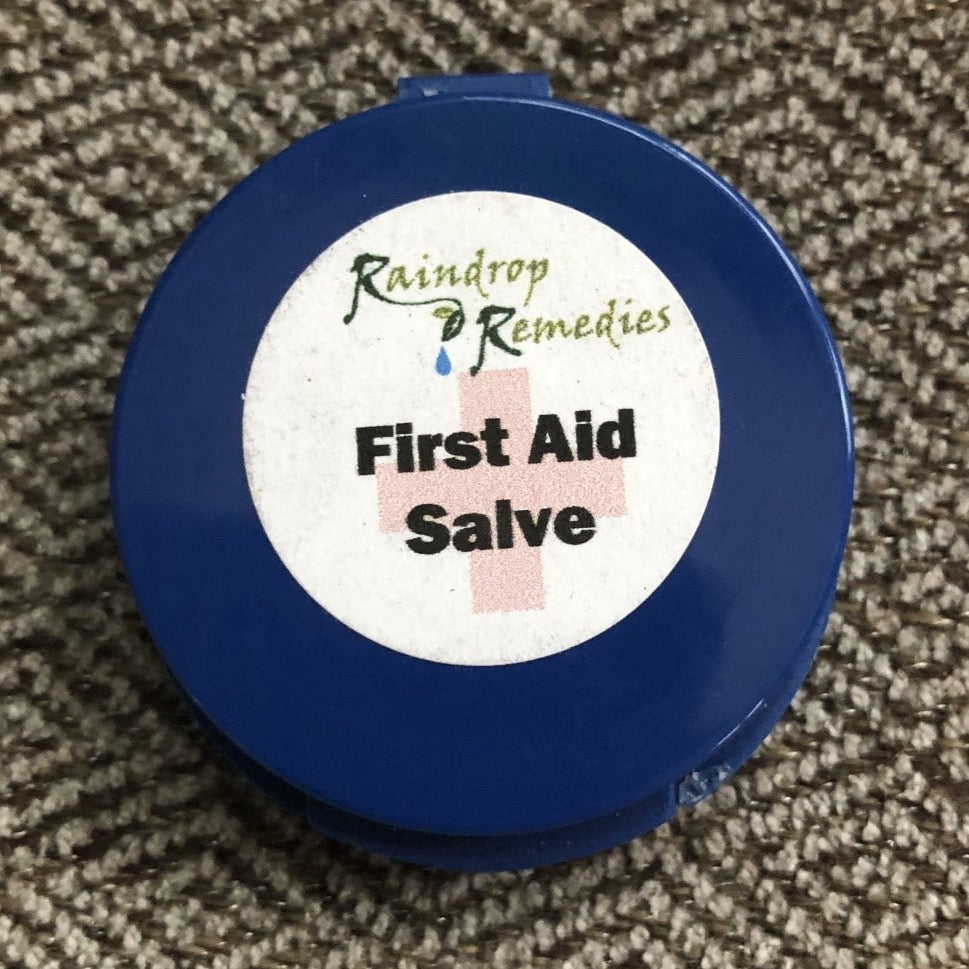 Raindrop
Remedies
First Aid
Salve